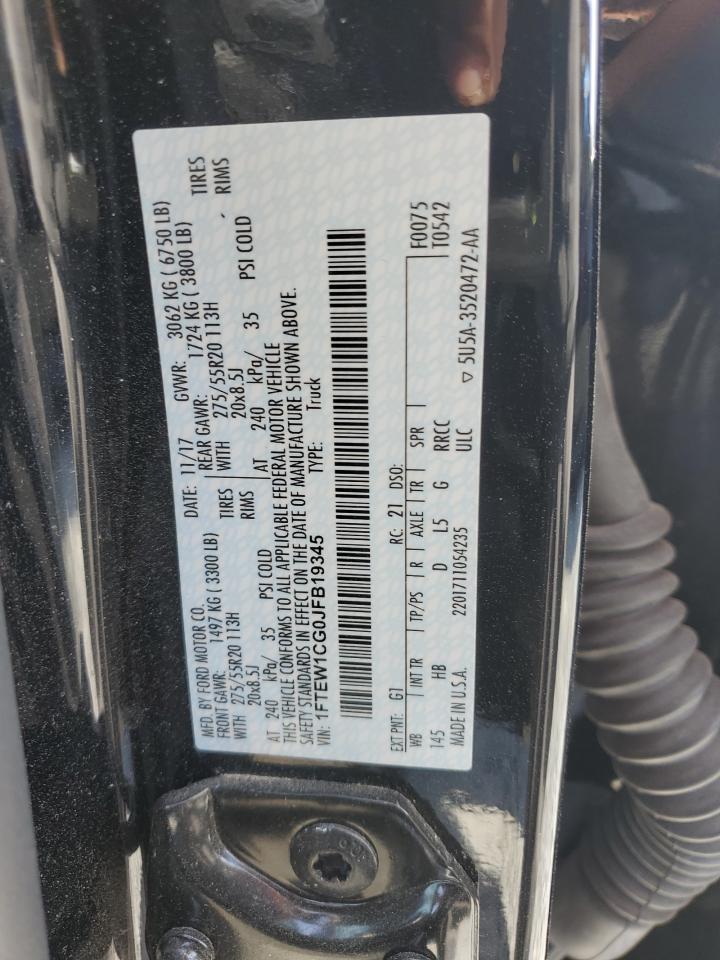 MFD. BY FORD MOTOR CO. DATE: 11/17 GVWR: 3062 KG ( 6750 LB)
FRONT GAWR: 1497 KG ( 3300 LB) REAR GAWR: 1724 KG ( 3800 LB)
WITH 275/55R20 113H TIRES WITH 275/55R20 113H TIRES
20x8.5J RIMS 20x8.5J RIMS
AT 240 kPa/ 35 PSI COLD AT 240 kPa/ 35 PSI COLD
THIS VEHICLE CONFORMS TO ALL APPLICABLE FEDERAL MOTOR VEHICLE
SAFETY STANDARDS IN EFFECT ON THE DATE OF MANUFACTURE SHOWN ABOVE.
VIN: 1FTEW1CG0JFB19345 TYPE: Truck
EXT PNT: G1 RC: 21 DSO: F0075
WB INT TR TP/PS R AXLE TR SPR T0542
145 HB D L5 G RRCC
MADE IN U.S.A. 2201711054235 ULC ▽ 5U5A-3520472-AA